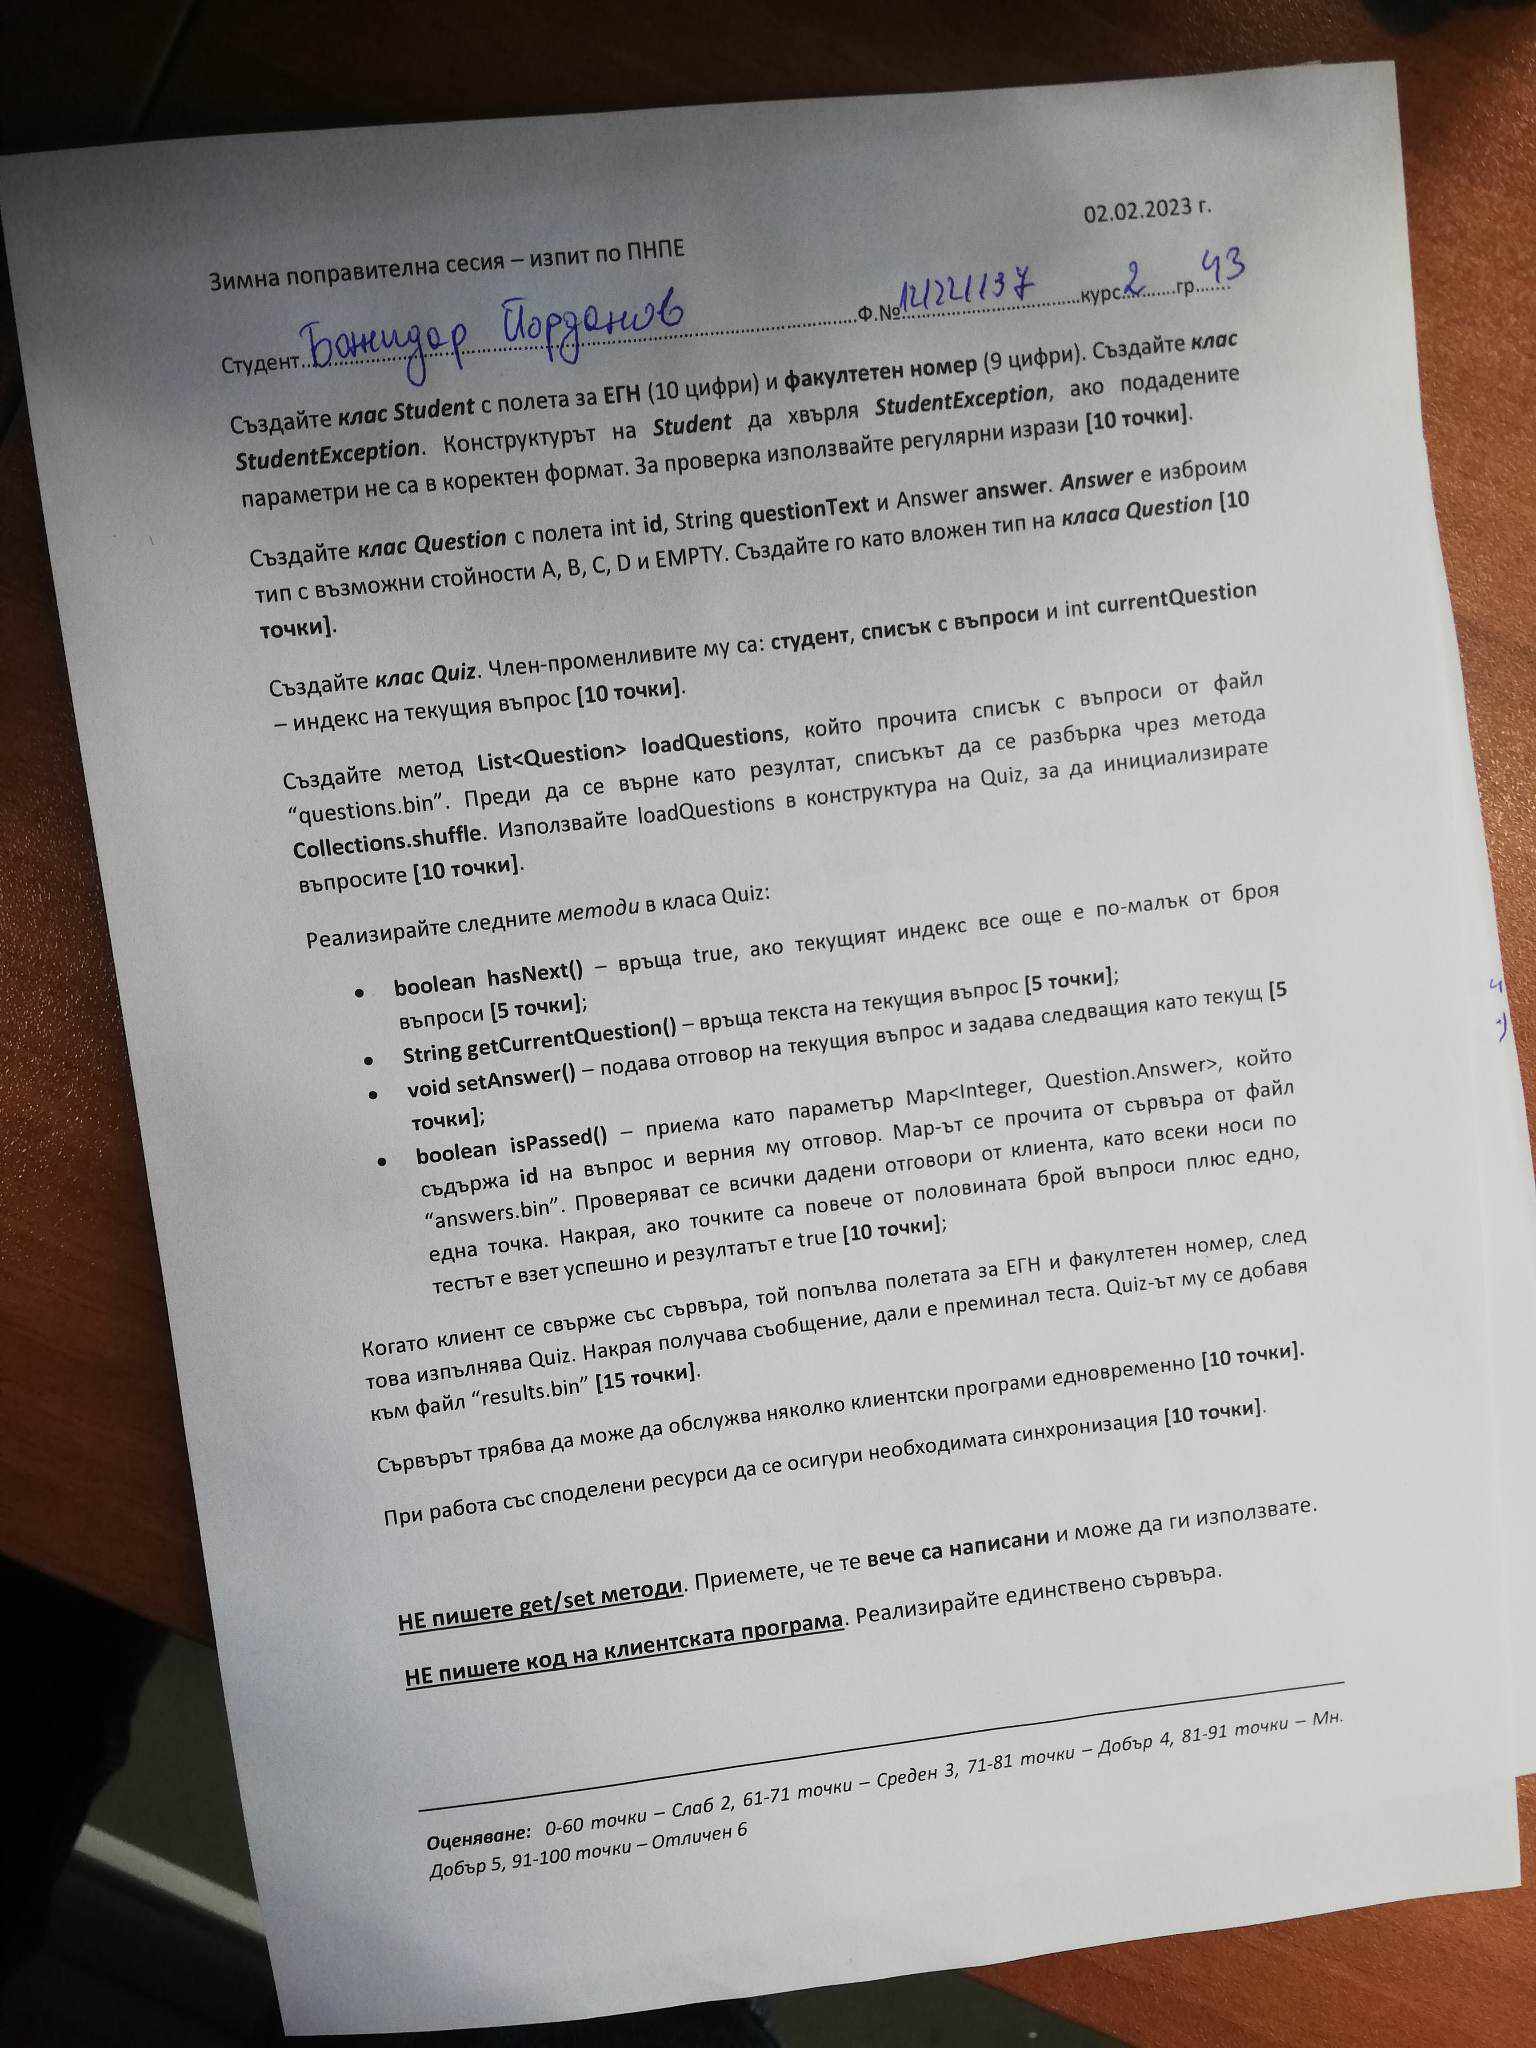 02.02.2023 г.
Зимна поправителна сесия – изпит по ПНПЕ
Студент Божидар Йорданов Ф.№ курс 2 гр 43
Създайте клас Student с полета за ЕГН (10 цифри) и факултетен номер (9 цифри). Създайте клас
StudentException. Конструктурът на Student да хвърля StudentException, ако подадените
параметри не са в коректен формат. За проверка използвайте регулярни изрази [10 точки].
Създайте клас Question с полета int id, String questionText и Answer answer. Answer е изброим
тип с възможни стойности A, B, C, D и EMPTY. Създайте го като вложен тип на класа Question [10
точки].
Създайте клас Quiz. Член-променливите му са: студент, списък с въпроси и int currentQuestion
– индекс на текущия въпрос [10 точки].
Създайте метод List<Question> loadQuestions, който прочита списък с въпроси от файл
“questions.bin”. Преди да се върне като резултат, списъкът да се разбърка чрез метода
Collections.shuffle. Използвайте loadQuestions в конструктура на Quiz, за да инициализирате
въпросите [10 точки].
Реализирайте следните методи в класа Quiz:
• boolean hasNext() – връща true, ако текущият индекс все още е по-малък от броя
въпроси [5 точки];
• String getCurrentQuestion() – връща текста на текущия въпрос [5 точки];
• void setAnswer() – подава отговор на текущия въпрос и задава следващия като текущ [5
точки];
• boolean isPassed() – приема като параметър Map<Integer, Question.Answer>, който
съдържа id на въпрос и верния му отговор. Map-ът се прочита от сървъра от файл
“answers.bin”. Проверяват се всички дадени отговори от клиента, като всеки носи по
една точка. Накрая, ако точките са повече от половината брой въпроси плюс едно,
тестът е взет успешно и резултатът е true [10 точки];
Когато клиент се свърже със сървъра, той попълва полетата за ЕГН и факултетен номер, след
това изпълнява Quiz. Накрая получава съобщение, дали е преминал теста. Quiz-ът му се добавя
към файл “results.bin” [15 точки].
Сървърът трябва да може да обслужва няколко клиентски програми едновременно [10 точки].
При работа със споделени ресурси да се осигури необходимата синхронизация [10 точки].
НЕ пишете get/set методи. Приемете, че те вече са написани и може да ги използвате.
НЕ пишете код на клиентската програма. Реализирайте единствено сървъра.
Оценяване: 0-60 точки – Слаб 2, 61-71 точки – Среден 3, 71-81 точки – Добър 4, 81-91 точки – Мн.
Добър 5, 91-100 точки – Отличен 6